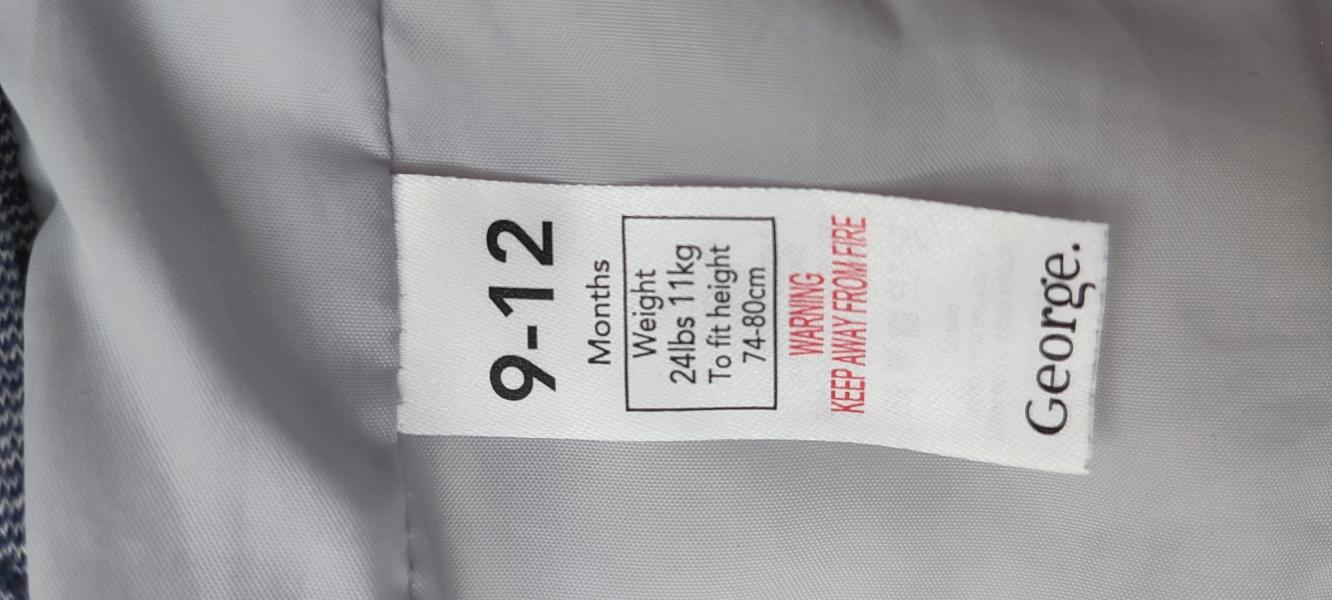 9-12
Months
Weight
24lbs 11kg
To fit height
74-80cm
WARNING
KEEP AWAY FROM FIRE
George.